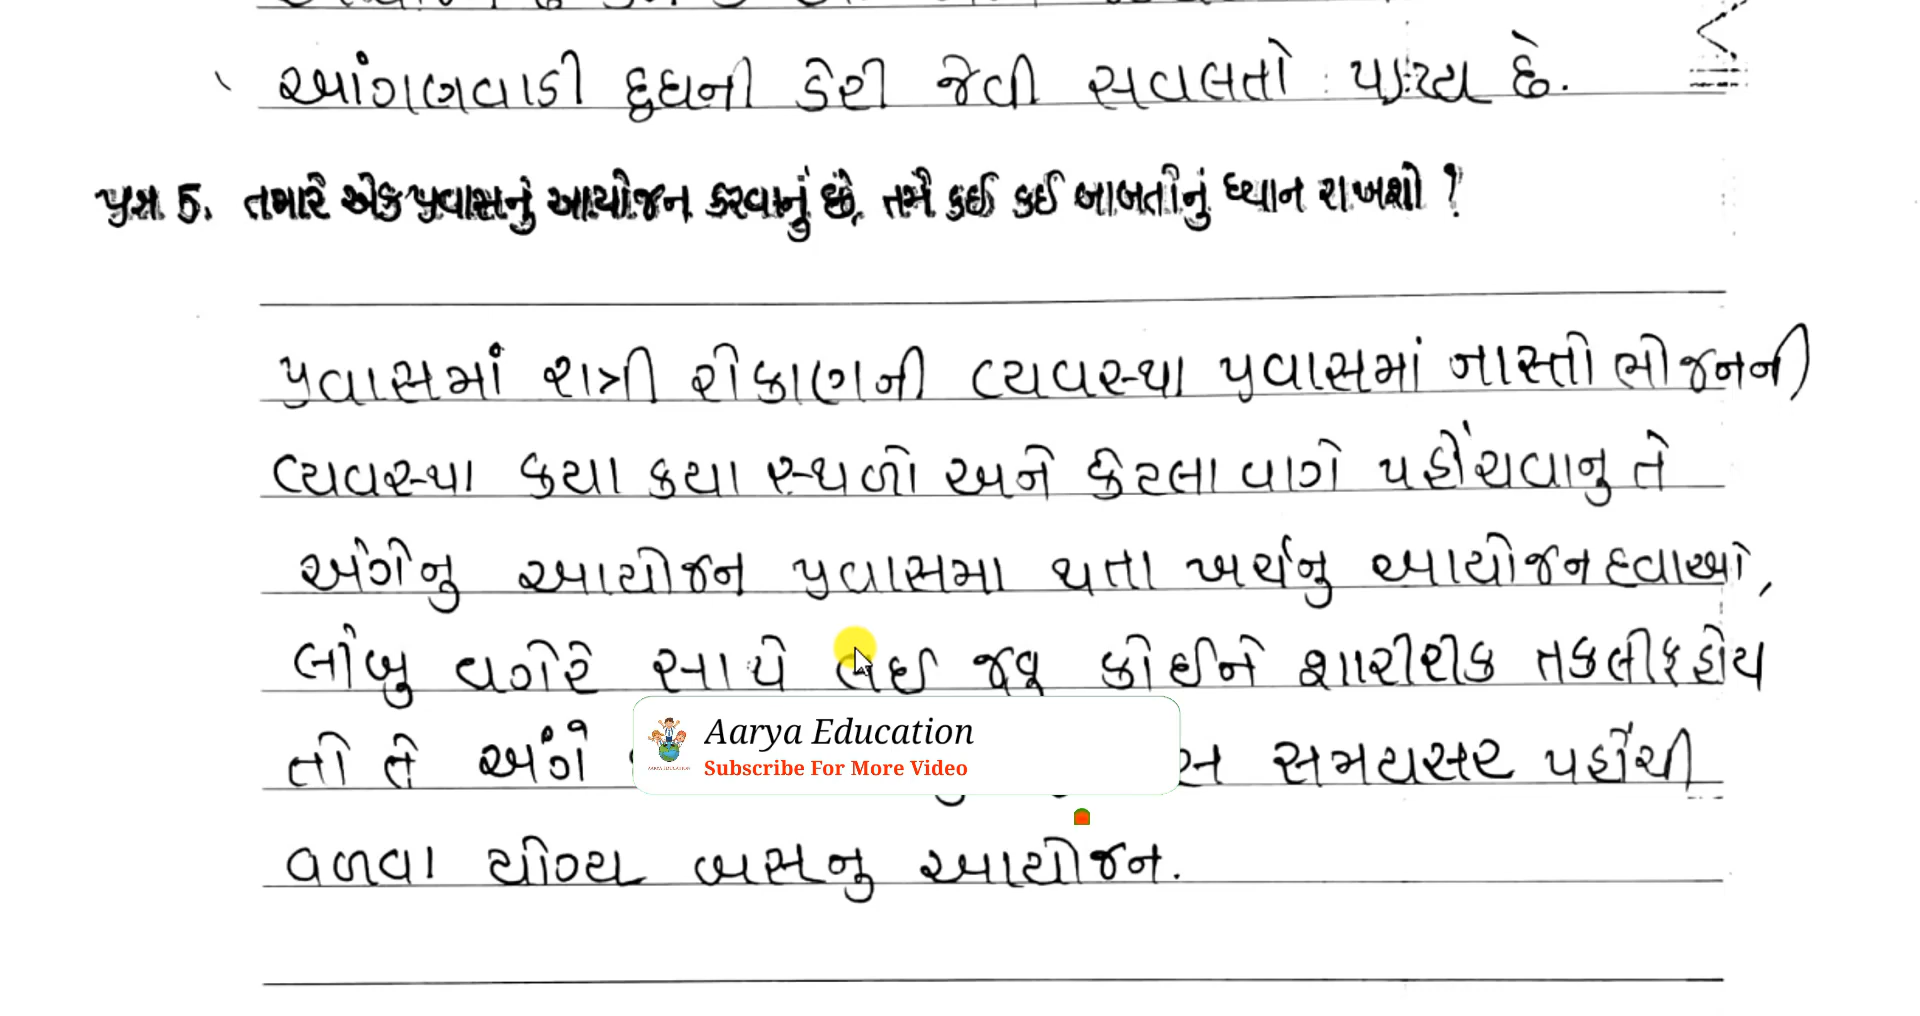 આંગણવાડી દુધની ડેરી જેવી સવલતો પણ છે.
પ્રશ્ન 5. તમારે એક પ્રવાસનું આયોજન કરવાનું છે, તમે કઈ કઈ બાબતોનું ધ્યાન રાખશો ?
પ્રવાસમાં રાત્રી રોકાણની વ્યવસ્થા પ્રવાસમાં નાસ્તો ભોજનની
વ્યવસ્થા કયા કયા સ્થળો અને કેટલા વાગે પહોંચવાનુ તે
અંગેનુ આયોજન પ્રવાસમા થતા ખર્ચનુ આયોજન દવાઓ,
લીંબુ વગેરે સાથે લઈ જવૂ કોઈને શારીરીક તકલીફ હોય
તો તે અંગે સમયસર પહોંચી
Aarya Education
Subscribe For More Video
વળવા યોગ્ય બસનુ આયોજન.